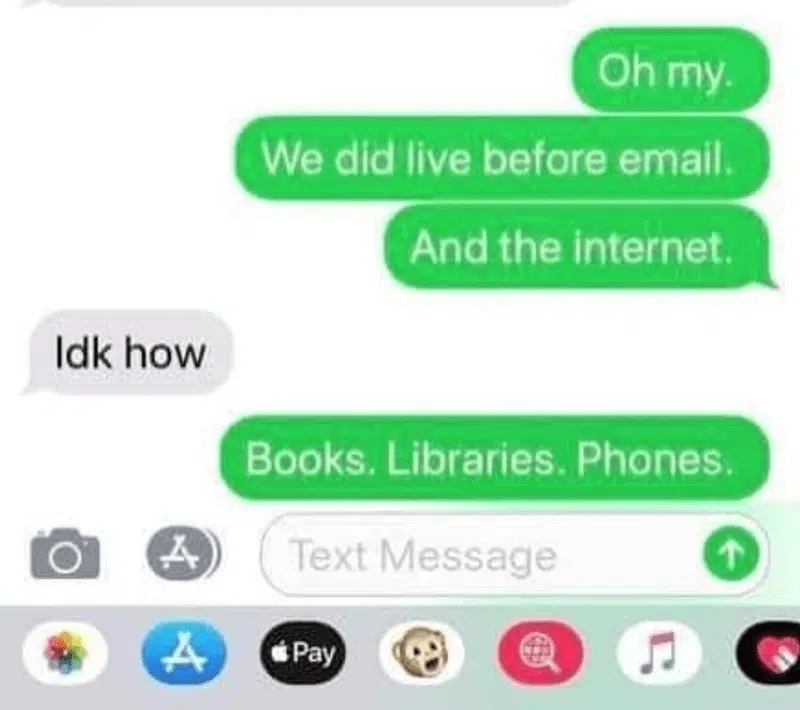 Oh my.
We did live before email.
And the internet.
Idk how
Books. Libraries. Phones.
Text Message
Pay